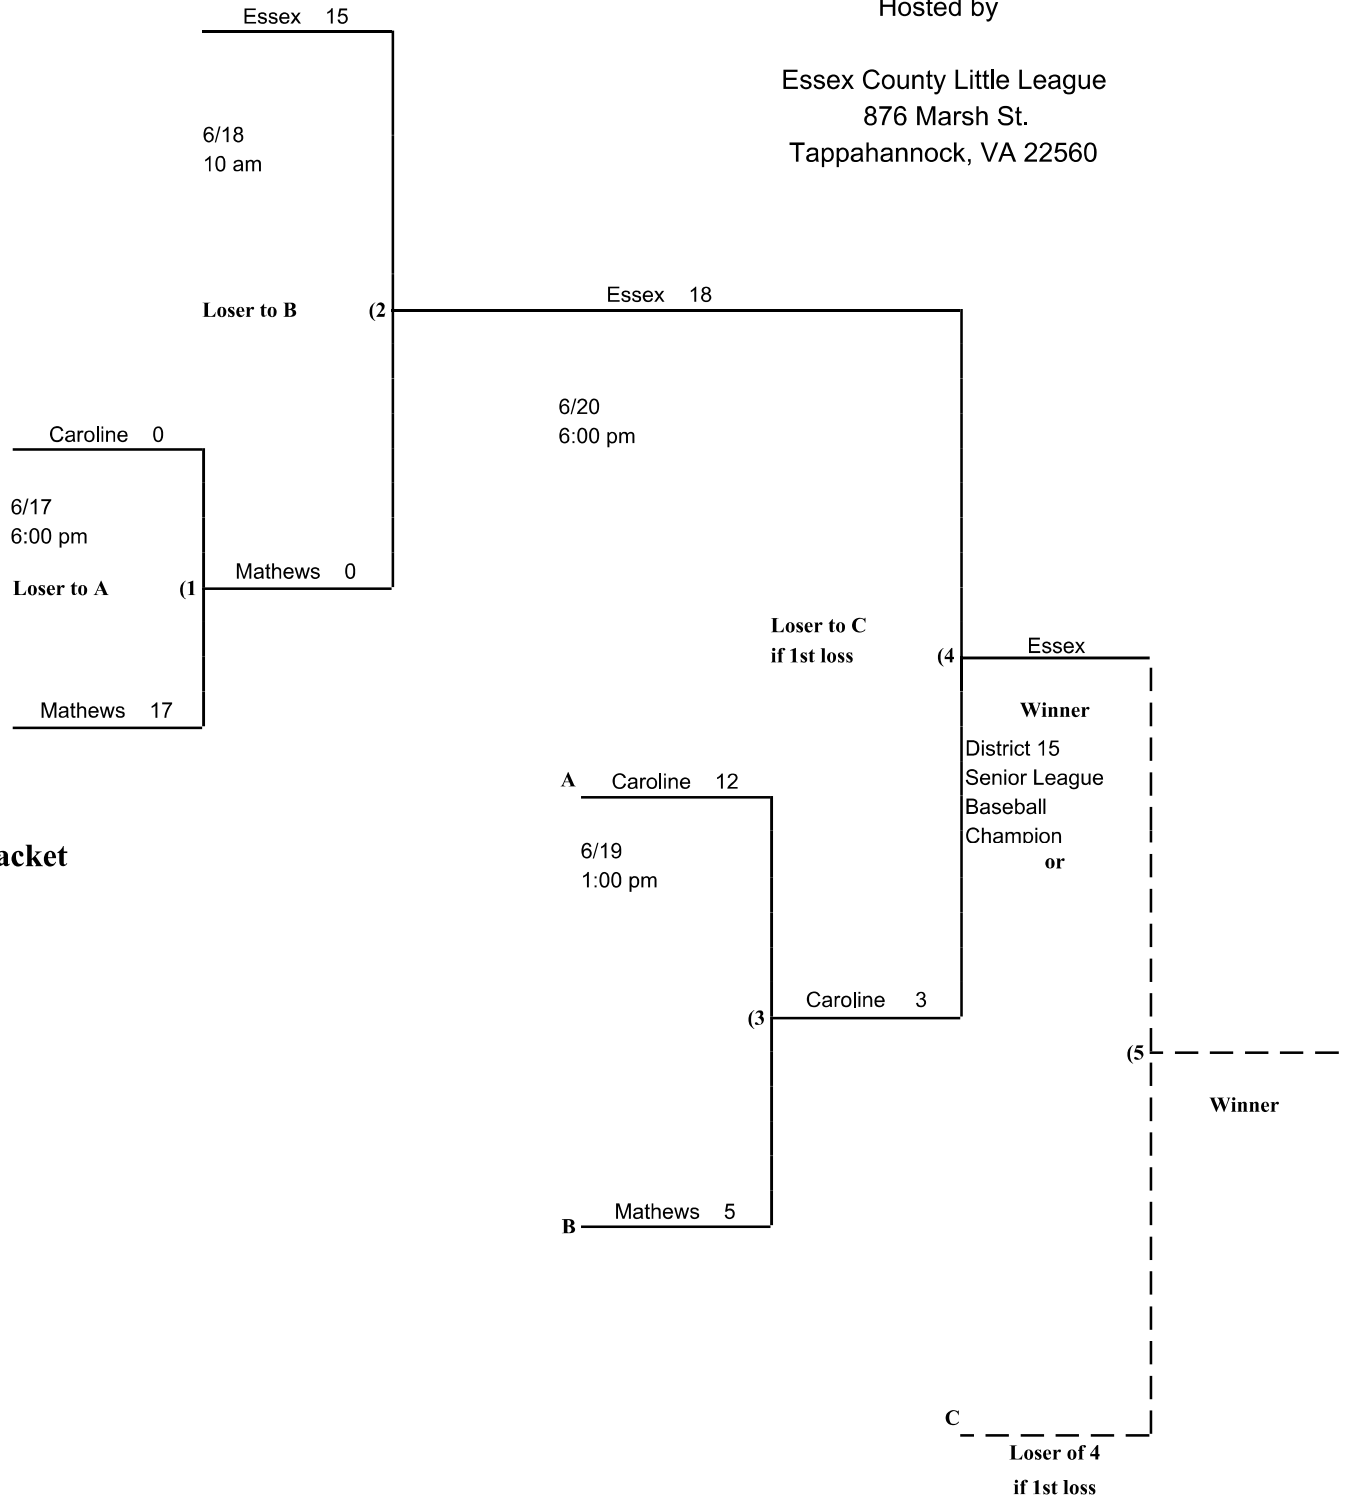 Essex 15
Hosted by
Essex County Little League
876 Marsh St.
Tappahannock, VA 22560
6/18
10 am
Loser to B
(2
Essex 18
6/20
6:00 pm
Caroline 0
6/17
6:00 pm
Loser to A
(1
Mathews 0
Mathews 17
Loser to C
if 1st loss
(4
Essex
Winner
District 15
Senior League
Baseball
Champion
or
A
Caroline 12
6/19
1:00 pm
acket
(3
Caroline 3
(5
Winner
B
Mathews 5
C
Loser of 4
if 1st loss